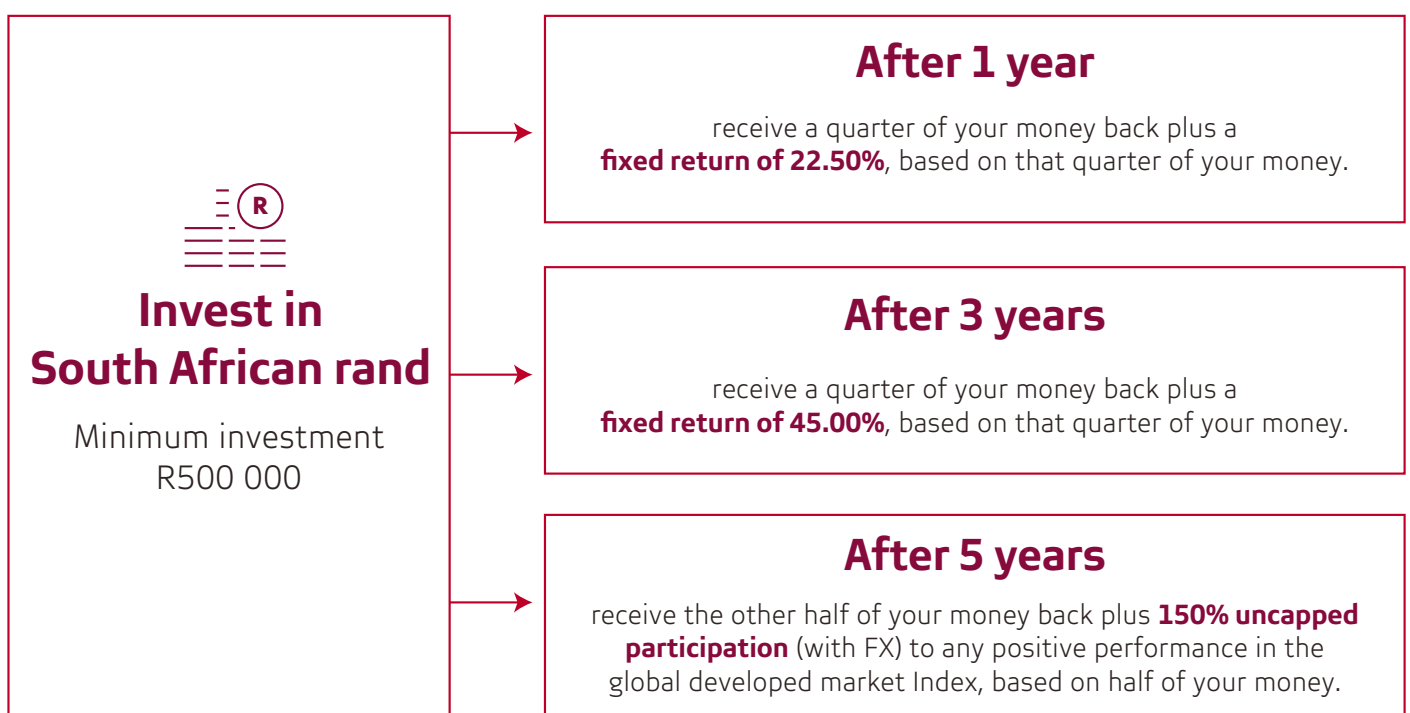 R
Invest in
South African rand
Minimum investment
R500 000
After 1 year
receive a quarter of your money back plus a
fixed return of 22.50%, based on that quarter of your money.
After 3 years
receive a quarter of your money back plus a
fixed return of 45.00%, based on that quarter of your money.
After 5 years
receive the other half of your money back plus 150% uncapped
participation (with FX) to any positive performance in the
global developed market Index, based on half of your money.